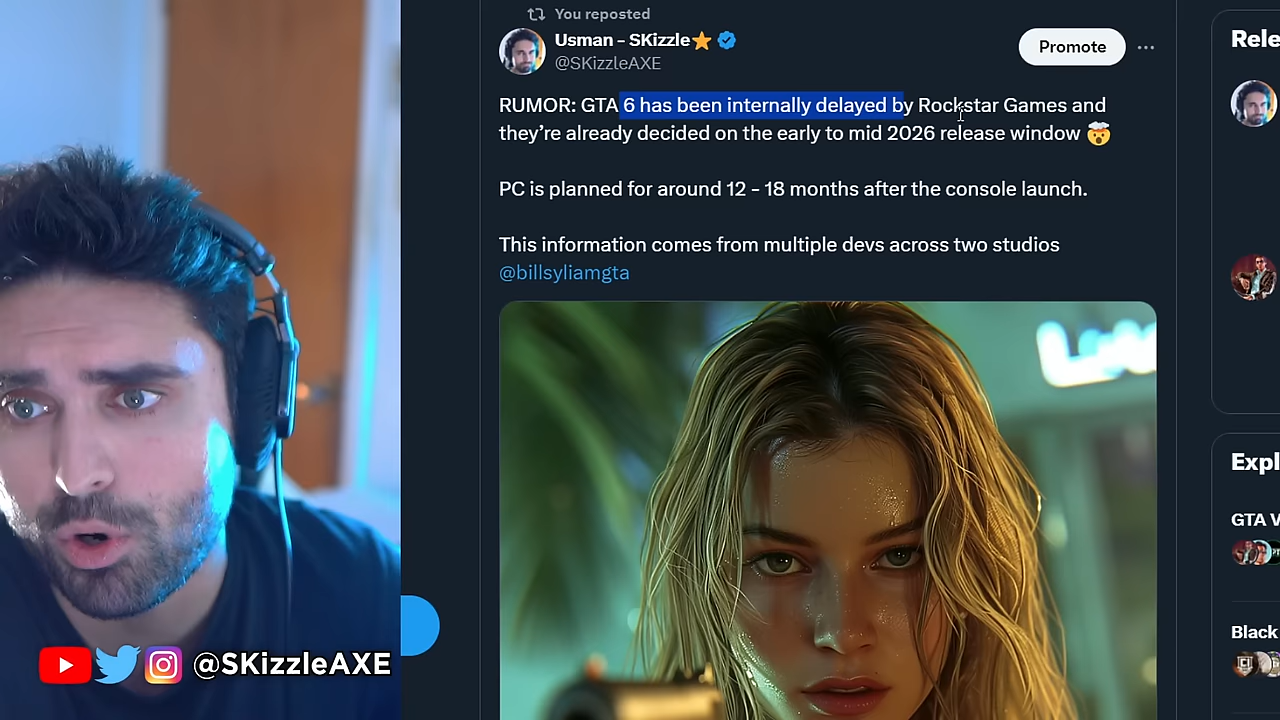 You reposted
Usman – SKizzle⭐
@SKizzleAXE
Promote
RUMOR: GTA 6 has been internally delayed by Rockstar Games and
they’re already decided on the early to mid 2026 release window 🤯
PC is planned for around 12 – 18 months after the console launch.
This information comes from multiple devs across two studios
@billsyliamgta
Rele
Expl
GTA V
Black
@SKizzleAXE